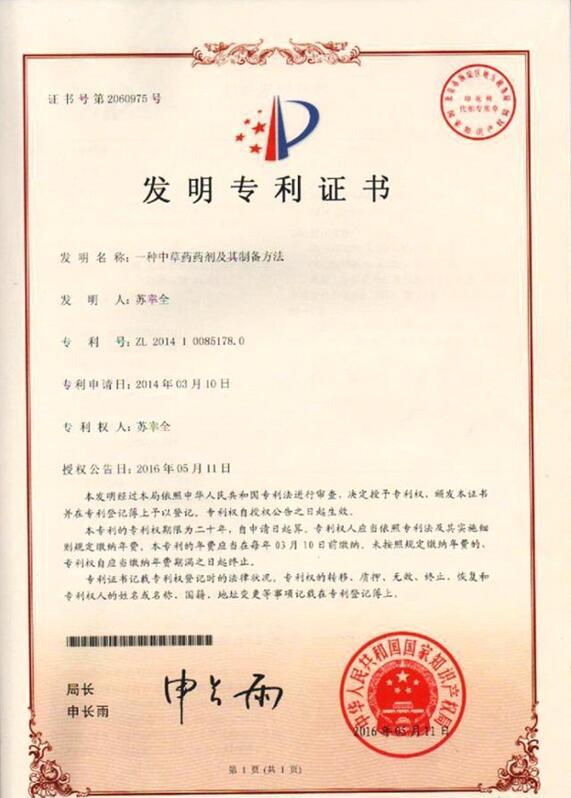 证书号第2060975号
发明专利证书
发明名称:一种中草药药剂及其制备方法
发明人:苏幸全
专利号:ZL 2014 1 0085178.0
专利申请日:2014年03月10日
专利权人:苏幸全
授权公告日:2016年05月11日
本发明经过本局依照中华人民共和国专利法进行审查,决定授予专利权,颁发本证书
并在专利登记簿上予以登记。专利权自授权公告之日起生效。
本专利的专利权期限为二十年,自申请日起算。专利权人应当依照专利法及其实施细
则规定缴纳年费。本专利的年费应当在每年03月10日前缴纳。未按照规定缴纳年费的,
专利权自应当缴纳年费期满之日起终止。
专利证书记载专利权登记时的法律状况。专利权的转移、质押、无效、终止、恢复和
专利权人的姓名或名称、国籍、地址变更等事项记载在专利登记簿上。
局长
申长雨
申长雨
中华人民共和国国家知识产权局
2016年05月11日
第1页(共1页)